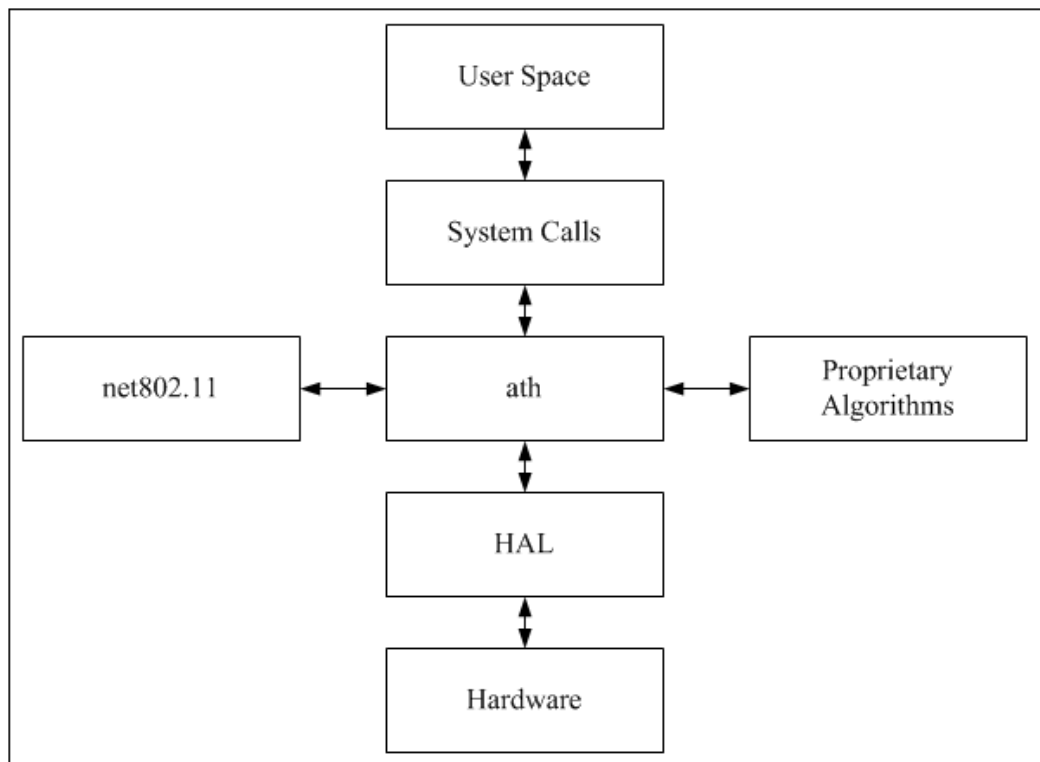 User Space
System Calls
net802.11
ath
Proprietary
Algorithms
HAL
Hardware